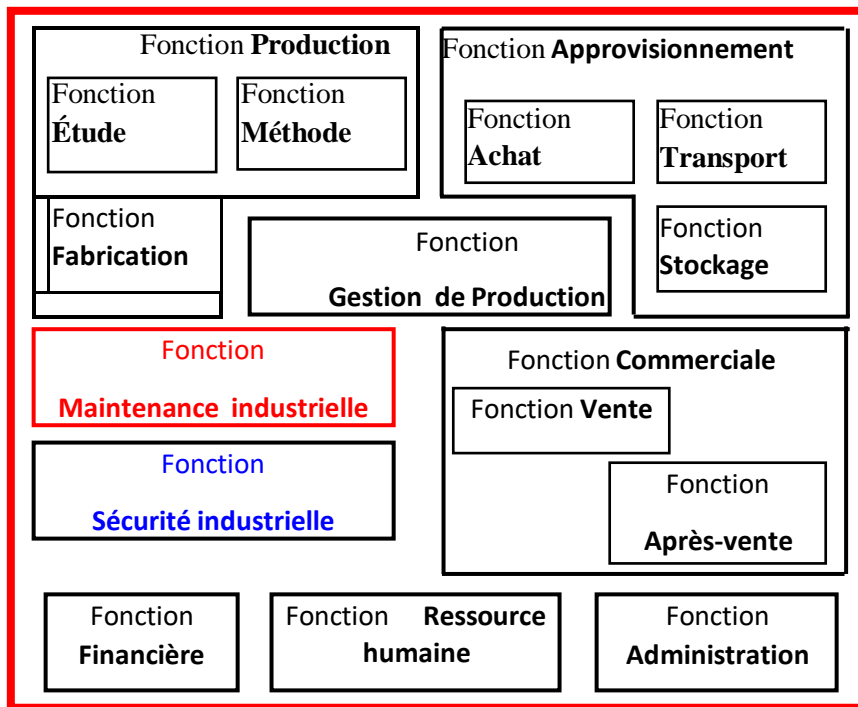 Fonction Production
Fonction
Étude
Fonction
Méthode
Fonction
Fabrication
Fonction Approvisionnement
Fonction
Achat
Fonction
Transport
Fonction
Stockage
Fonction
Gestion de Production
Fonction
Maintenance industrielle
Fonction
Sécurité industrielle
Fonction Commerciale
Fonction Vente
Fonction
Après-vente
Fonction
Financière
Fonction Ressource
humaine
Fonction
Administration